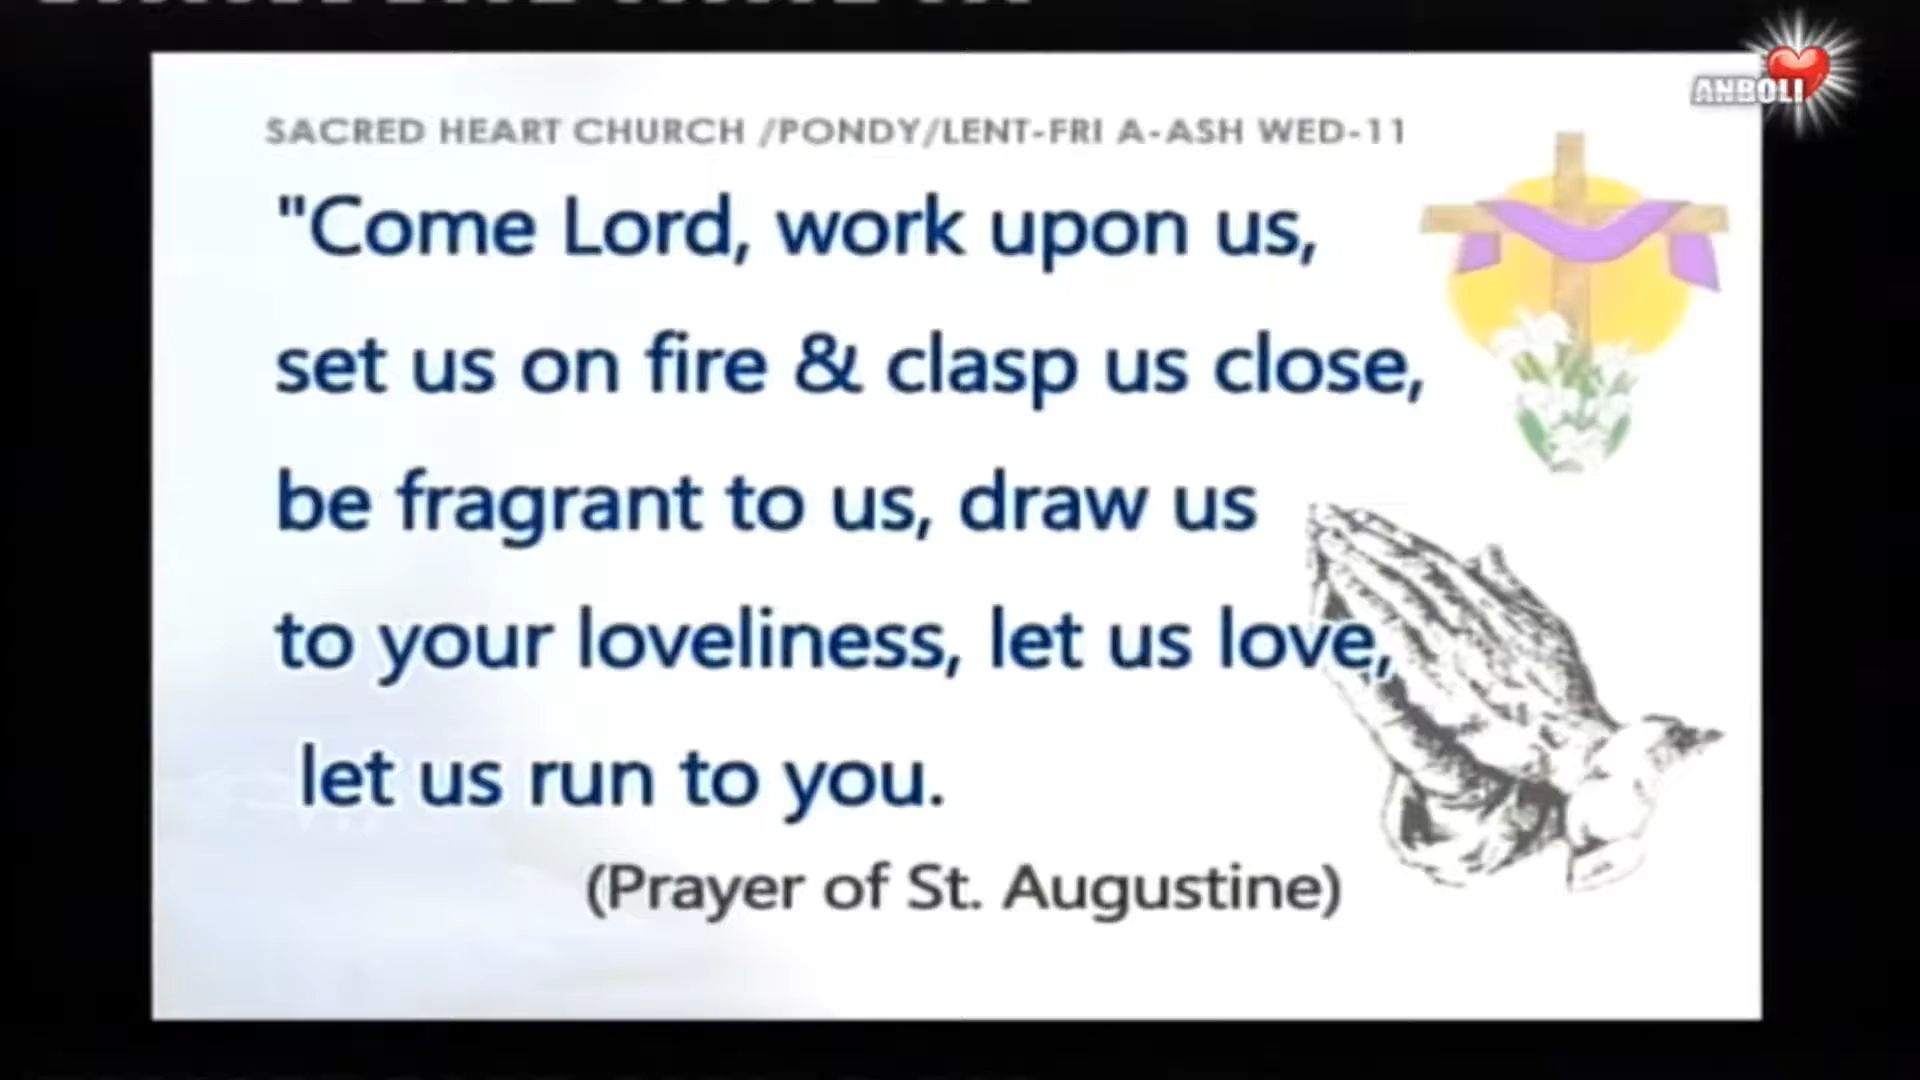 ANBOLI
SACRED HEART CHURCH /PONDY/LENT-FRI A-ASH WED-11
"Come Lord, work upon us,
set us on fire & clasp us close,
be fragrant to us, draw us
to your loveliness, let us love,
let us run to you.
(Prayer of St. Augustine)